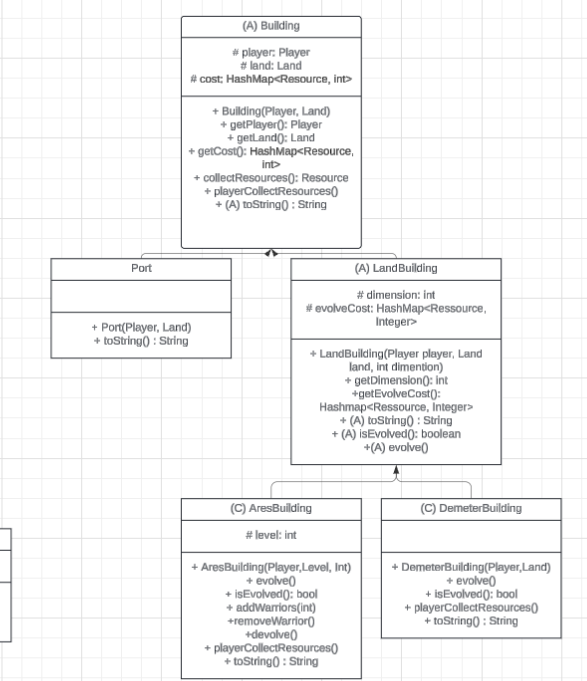 (A) Building
# player: Player
# land: Land
# cost: HashMap<Resource, int>
+ Building(Player, Land)
+ getPlayer(): Player
+ getLand(): Land
+ getCost(): HashMap<Resource,
int>
+ collectResources(): Resource
+ playerCollectResources()
+ (A) toString() : String
Port
+ Port(Player, Land)
+ toString() : String
(A) LandBuilding
# dimension: int
# evolveCost: HashMap<Ressource,
Integer>
+ LandBuilding(Player player, Land
land, int dimention)
+ getDimension(): int
+getEvolveCost():
Hashmap<Ressource, Integer>
+ (A) toString() : String
+ (A) isEvolved(): boolean
+(A) evolve()
(C) AresBuilding
# level: int
+ AresBuilding(Player,Level, Int)
+ evolve()
+ isEvolved(): bool
+ addWarriors(int)
+removeWarrior()
+devolve()
+ playerCollectResources()
+ toString() : String
(C) DemeterBuilding
+ DemeterBuilding(Player,Land)
+ evolve()
+ isEvolved(): bool
+ playerCollectResources()
+ toString() : String